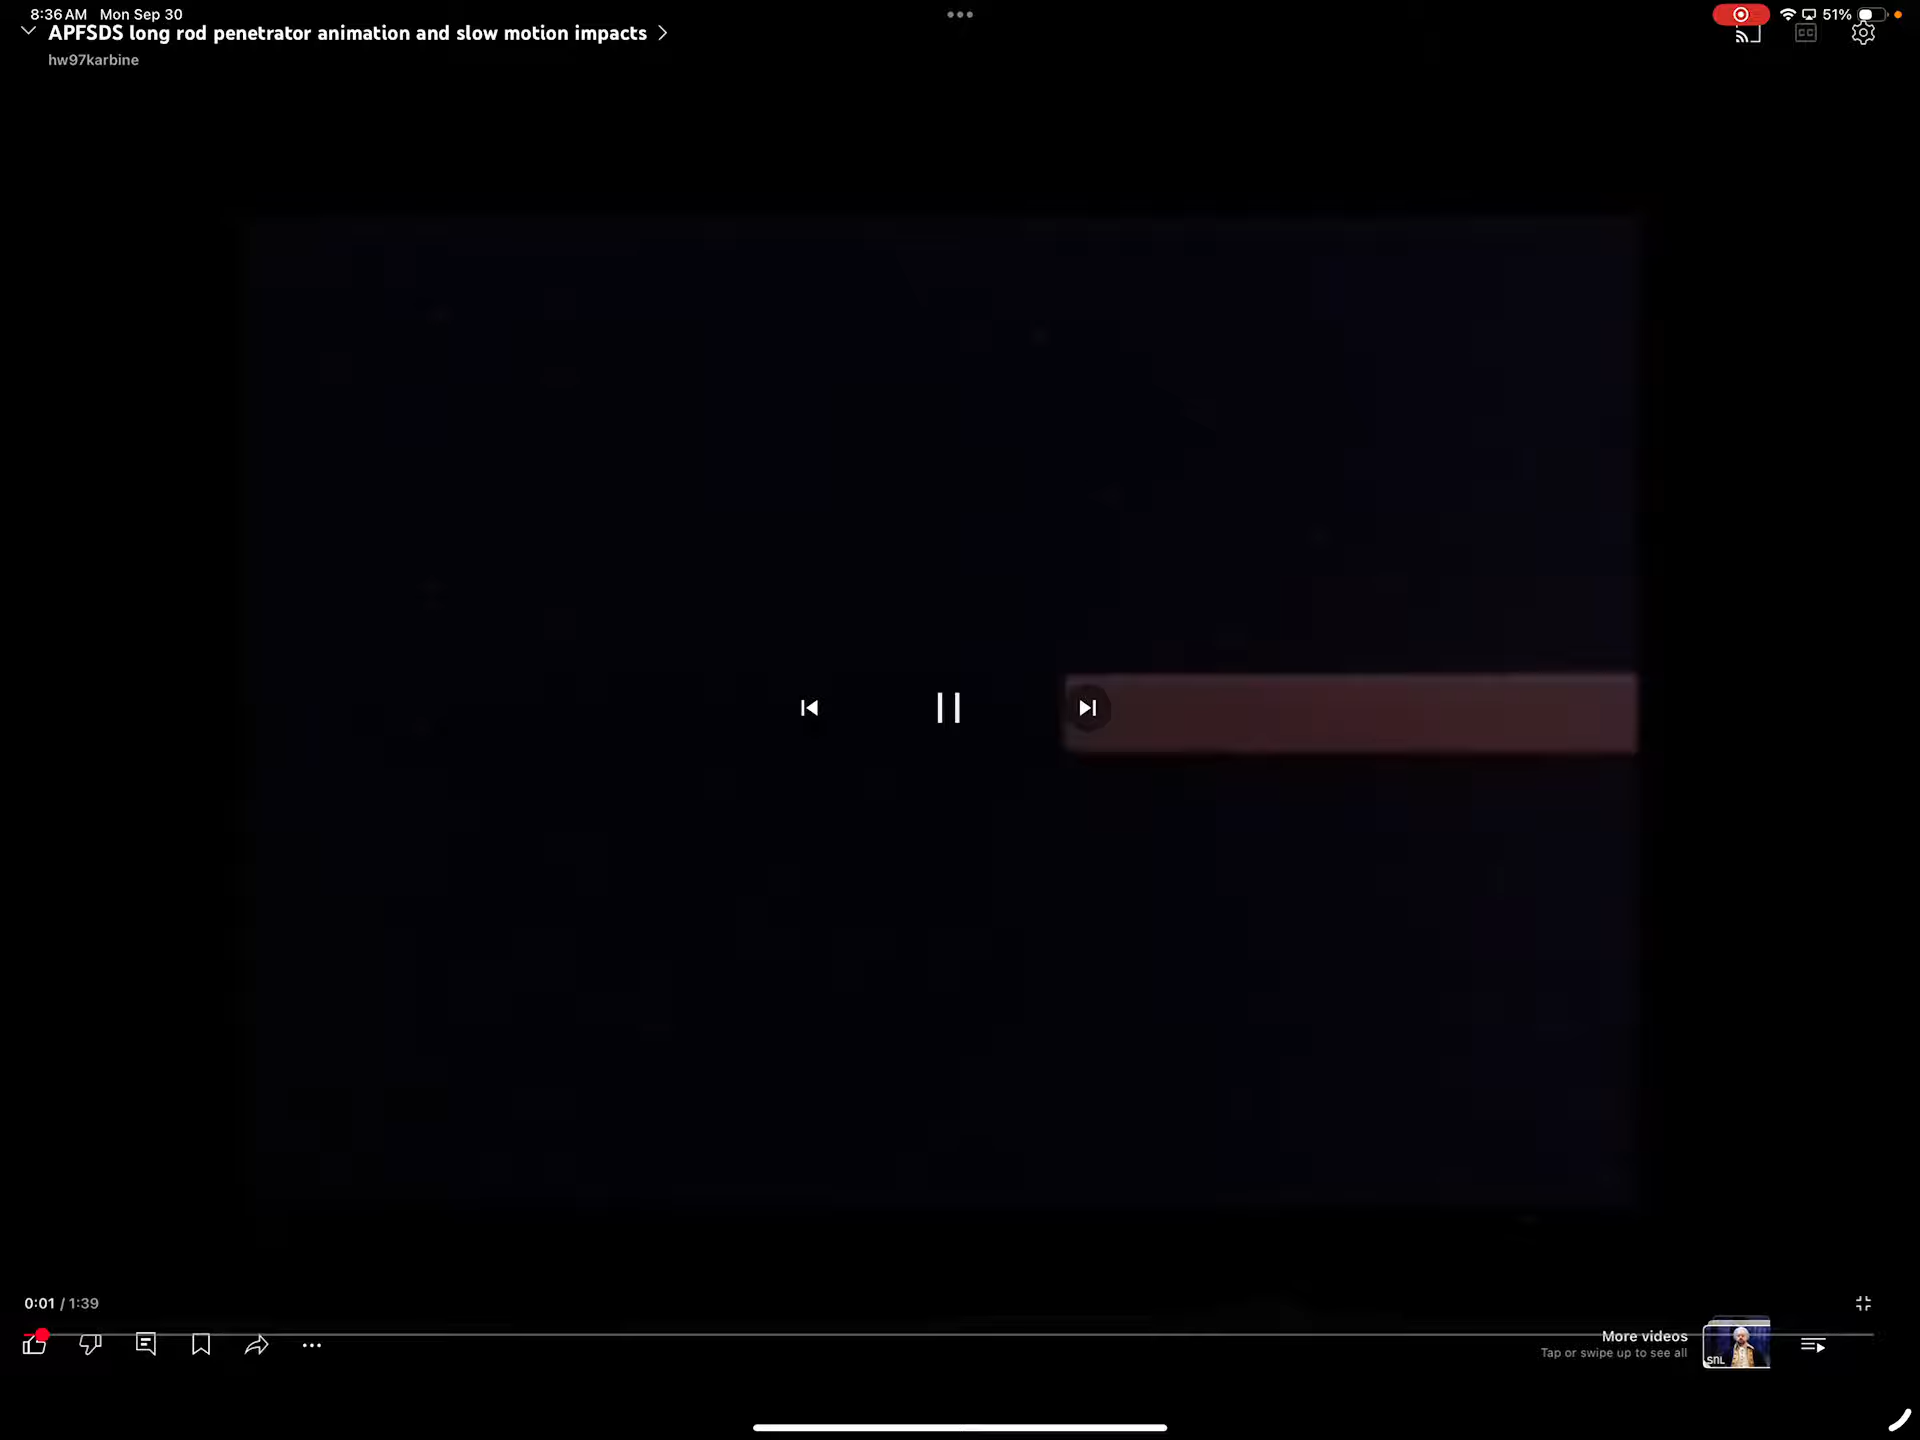 8:36 AM Mon Sep 30
51%
APFSDS long rod penetrator animation and slow motion impacts
CC
hw97karbine
0:01 / 1:39
More videos
Tap or swipe up to see all
SNL